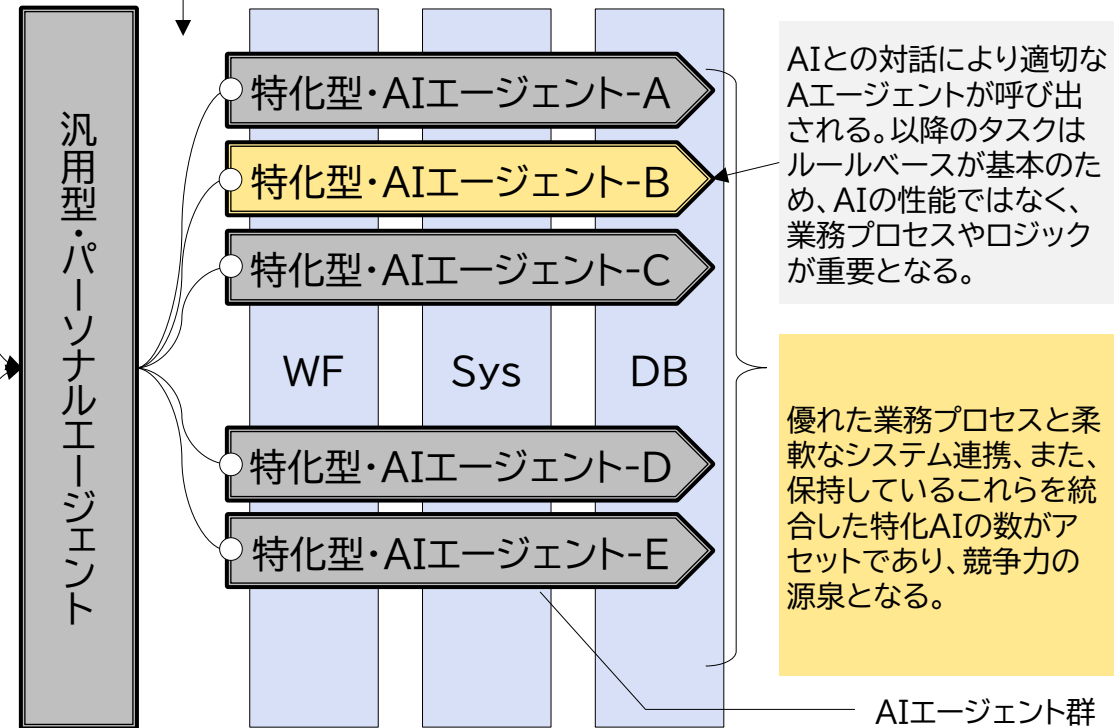 汎用型・パーソナルエージェント
特化型・AIエージェント-A
特化型・AIエージェント-B
特化型・AIエージェント-C
WF
Sys
DB
特化型・AIエージェント-D
特化型・AIエージェント-E
AIとの対話により適切な
Aエージェントが呼び出
される。以降のタスクは
ルールベースが基本のた
め、AIの性能ではなく、
業務プロセスやロジック
が重要となる。
優れた業務プロセスと柔
軟なシステム連携、また、
保持しているこれらを統
合した特化AIの数がア
セットであり、競争力の
源泉となる。
AIエージェント群